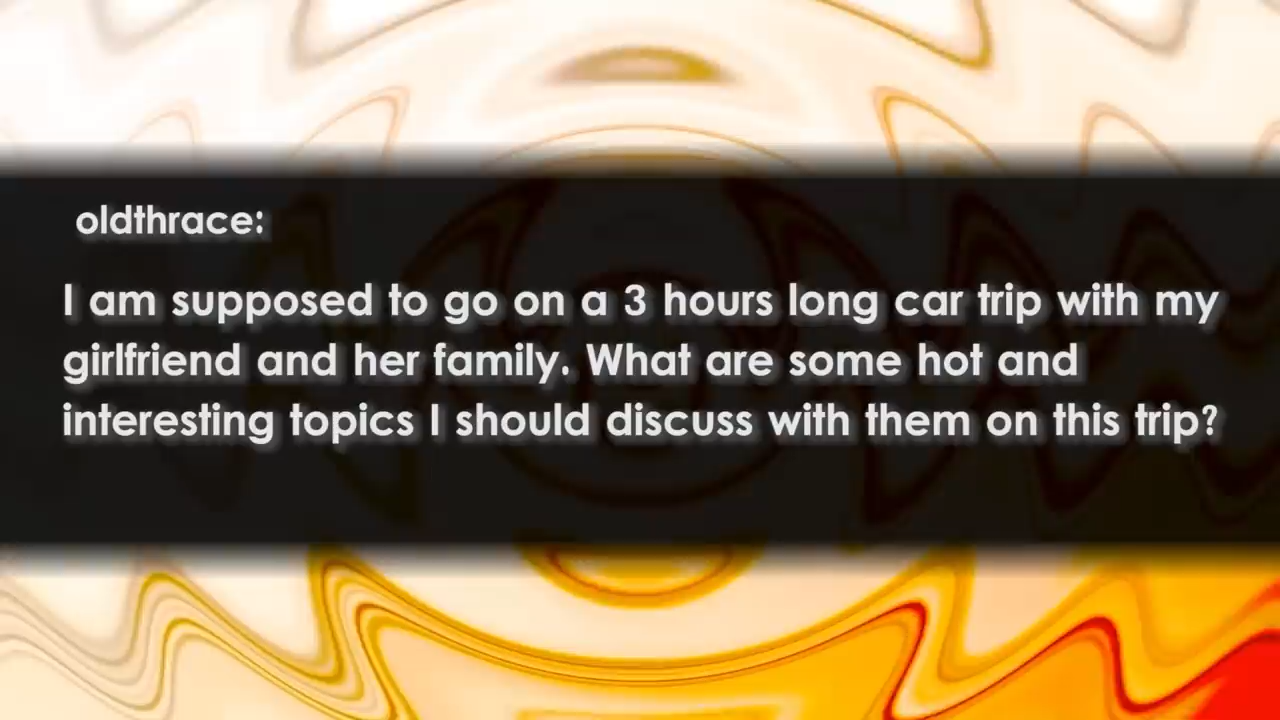 oldthrace:
I am supposed to go on a 3 hours long car trip with my
girlfriend and her family. What are some hot and
interesting topics I should discuss with them on this trip?